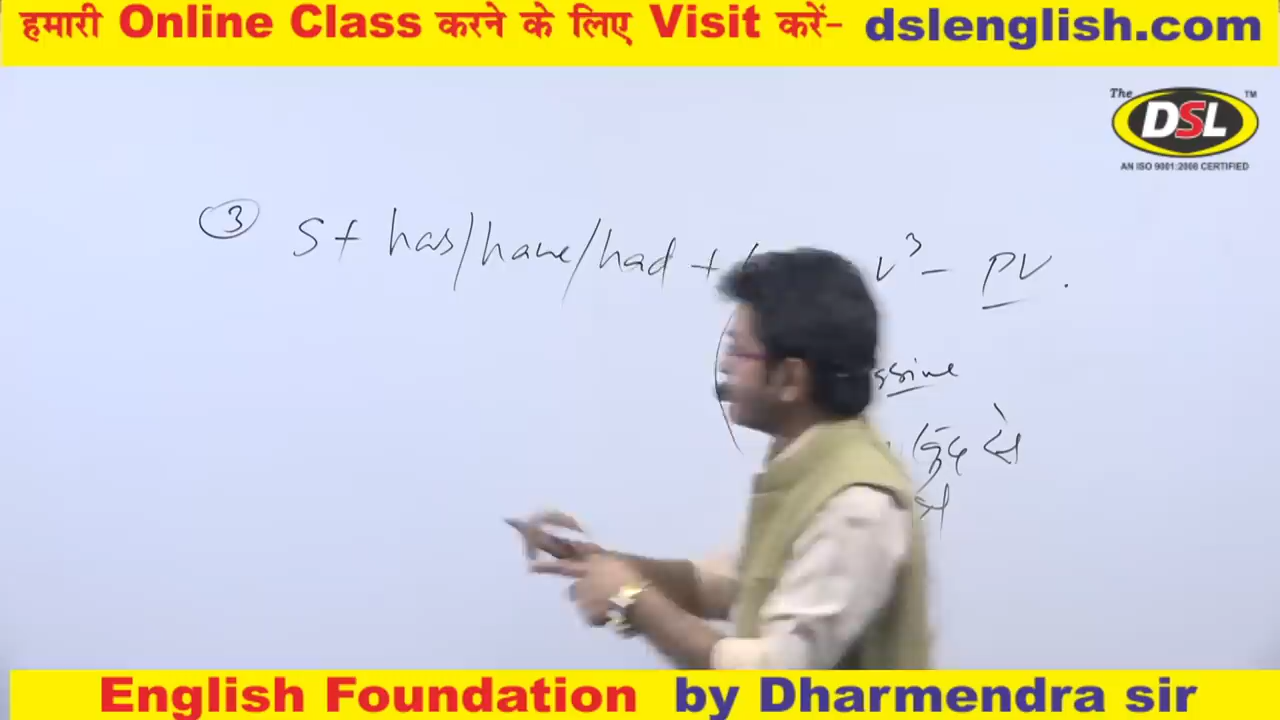 हमारी Online Class करने के लिए Visit करें- dslenglish.com
The DSL TM
AN ISO 9001:2008 CERTIFIED
③ S+ has/have/had + V³ – PV.
English Foundation by Dharmendra sir